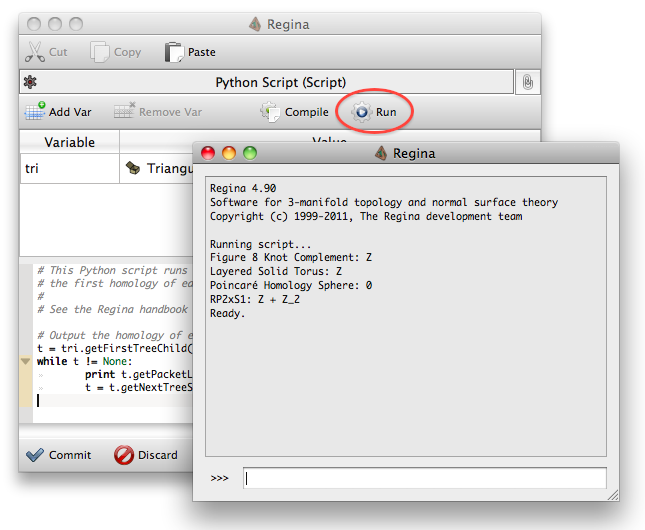 Regina
Cut
Copy
Paste
Python Script (Script)
Add Var
Remove Var
Compile
Run
Variable
Value
tri
Triangu
# This Python script runs
# the first homology of ea
#
# See the Regina handbook
# Output the homology of e
t = tri.getFirstTreeChild(
while t != None:
print t.getPacketL
t = t.getNextTreeS
Commit
Discard
Regina
Regina 4.90
Software for 3-manifold topology and normal surface theory
Copyright (c) 1999-2011, The Regina development team
Running script...
Figure 8 Knot Complement: Z
Layered Solid Torus: Z
Poincaré Homology Sphere: 0
RP2xS1: Z + Z_2
Ready.
>>>